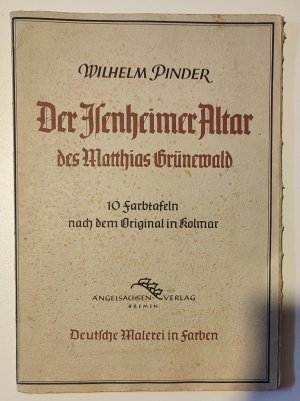 WILHELM PINDER
Der Isenheimer Altar
des Matthias Grünewald
10 Farbtafeln
nach dem Original in Kolmar
ANGELSACHSEN-VERLAG
BREMEN
Deutsche Malerei in Farben